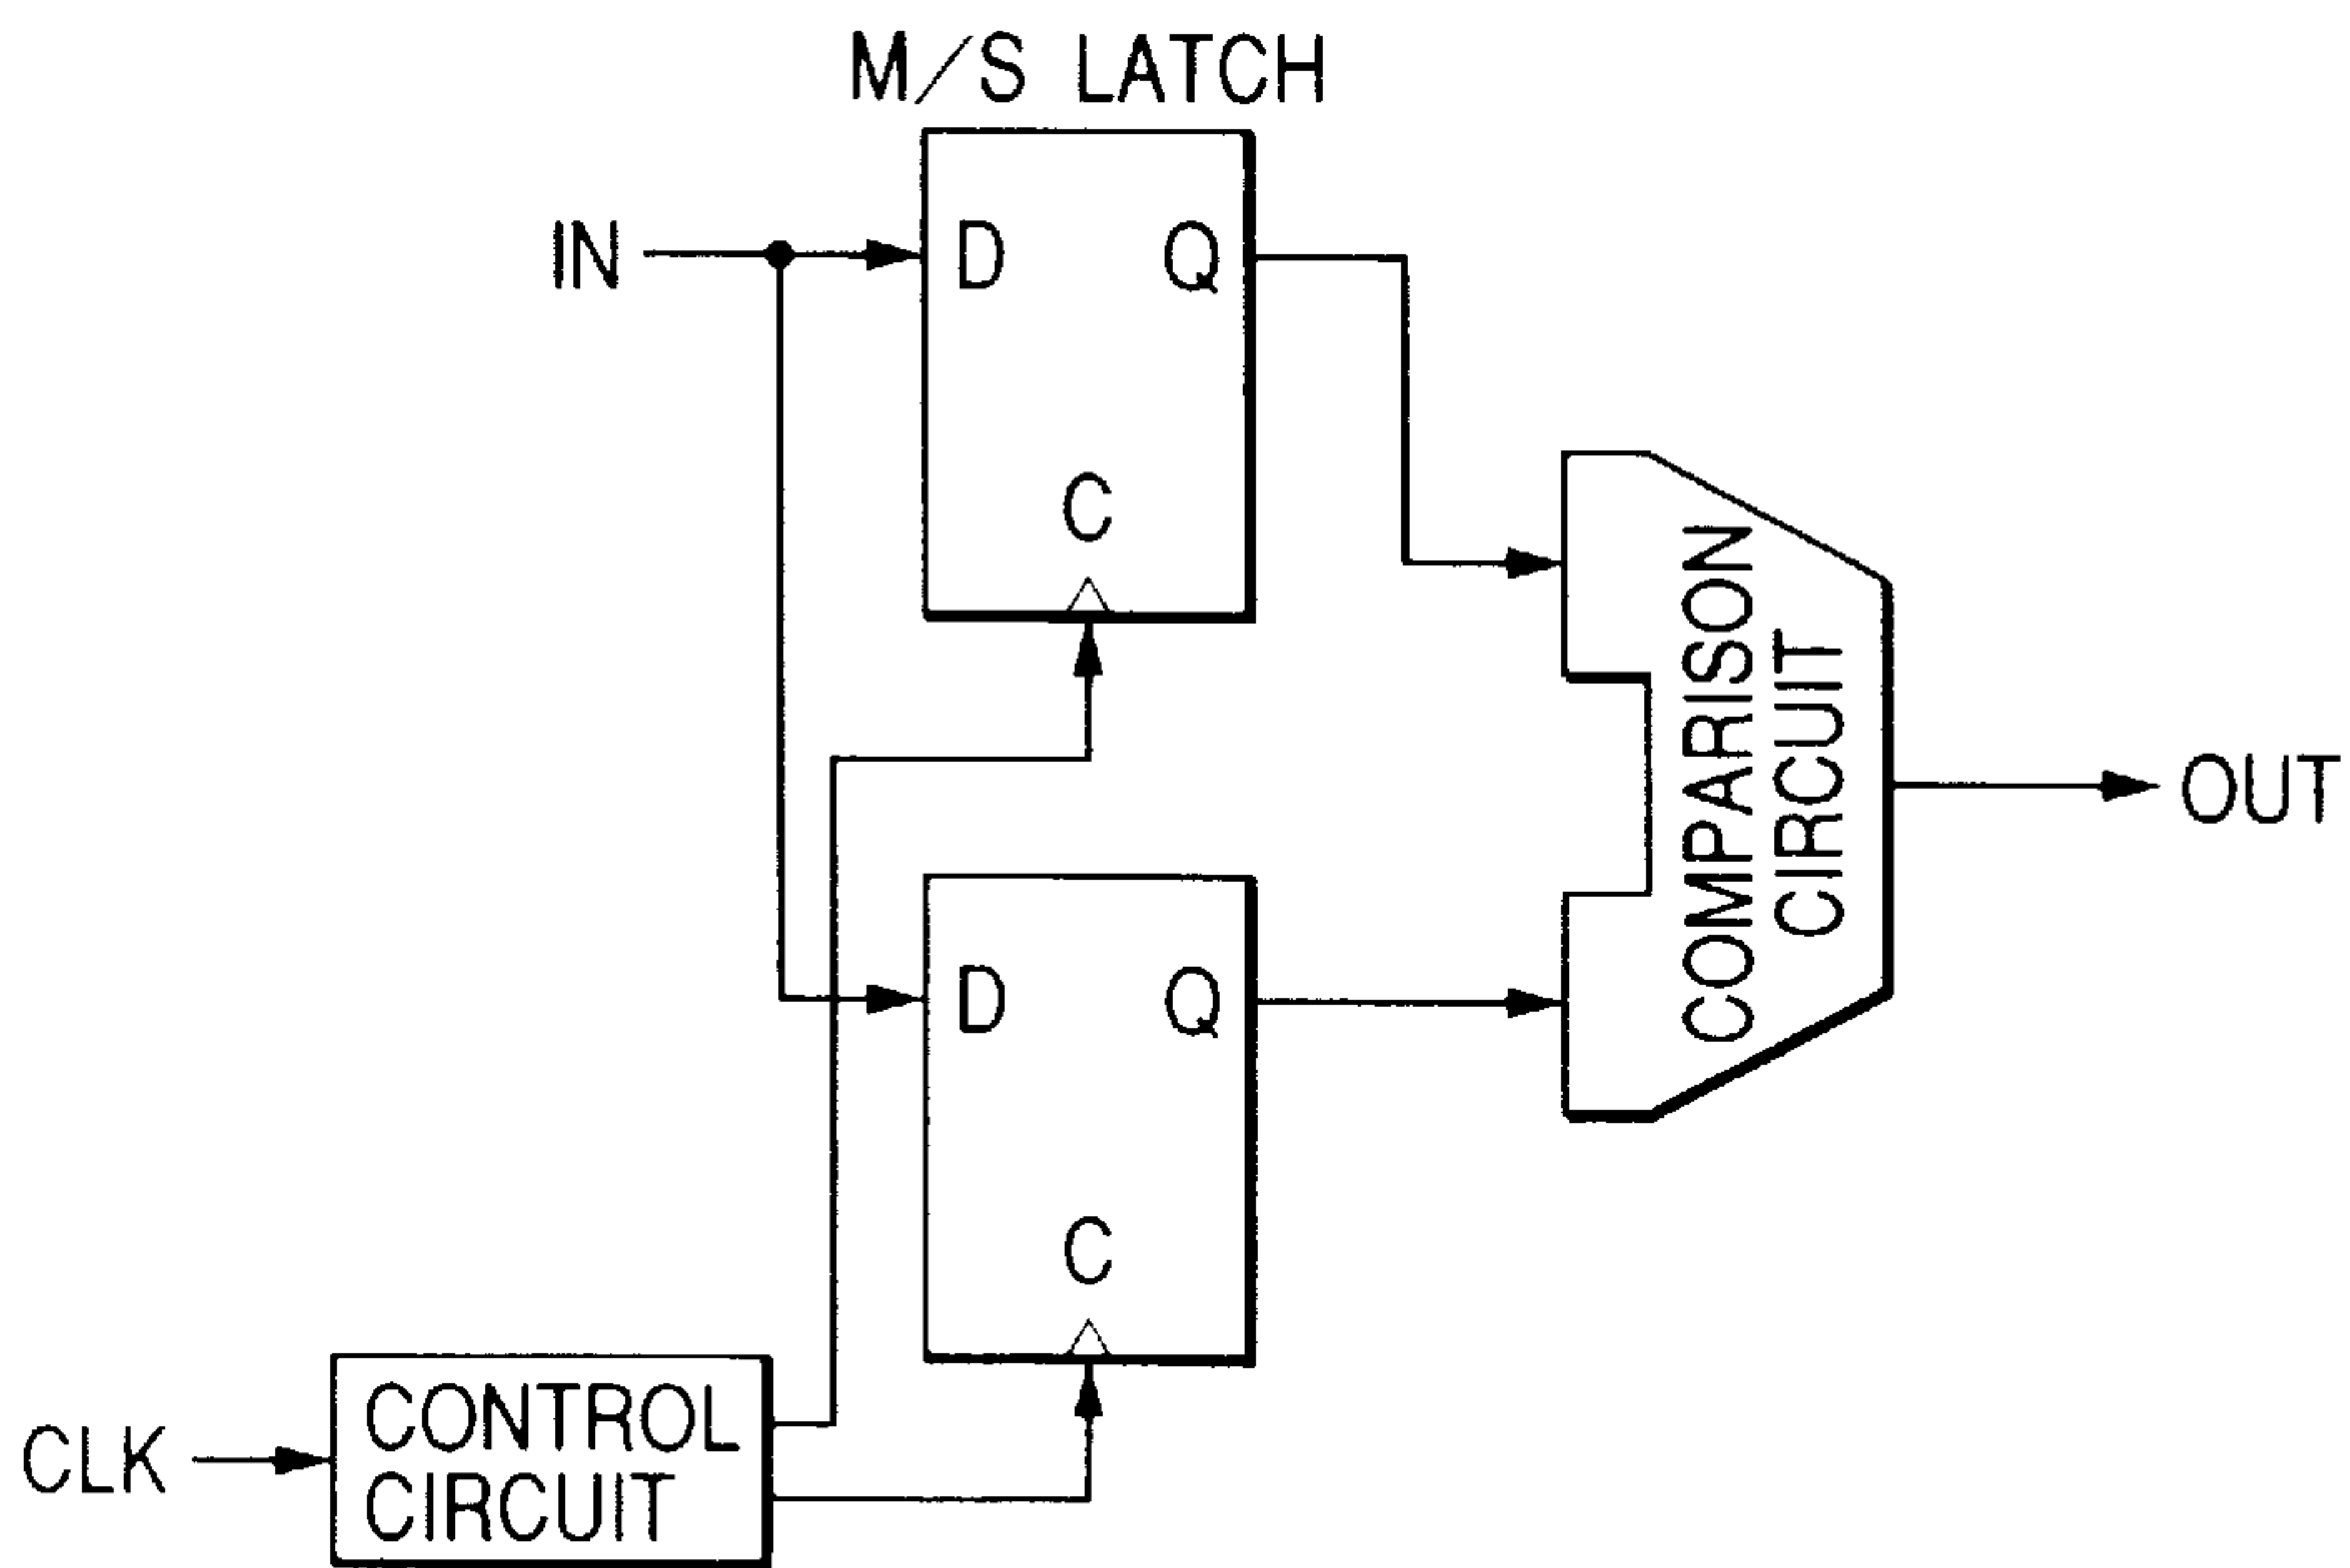 M/S LATCH
IN
D
Q
C
COMPARISON
CIRCUIT
OUT
D
Q
C
CLK
CONTROL
CIRCUIT